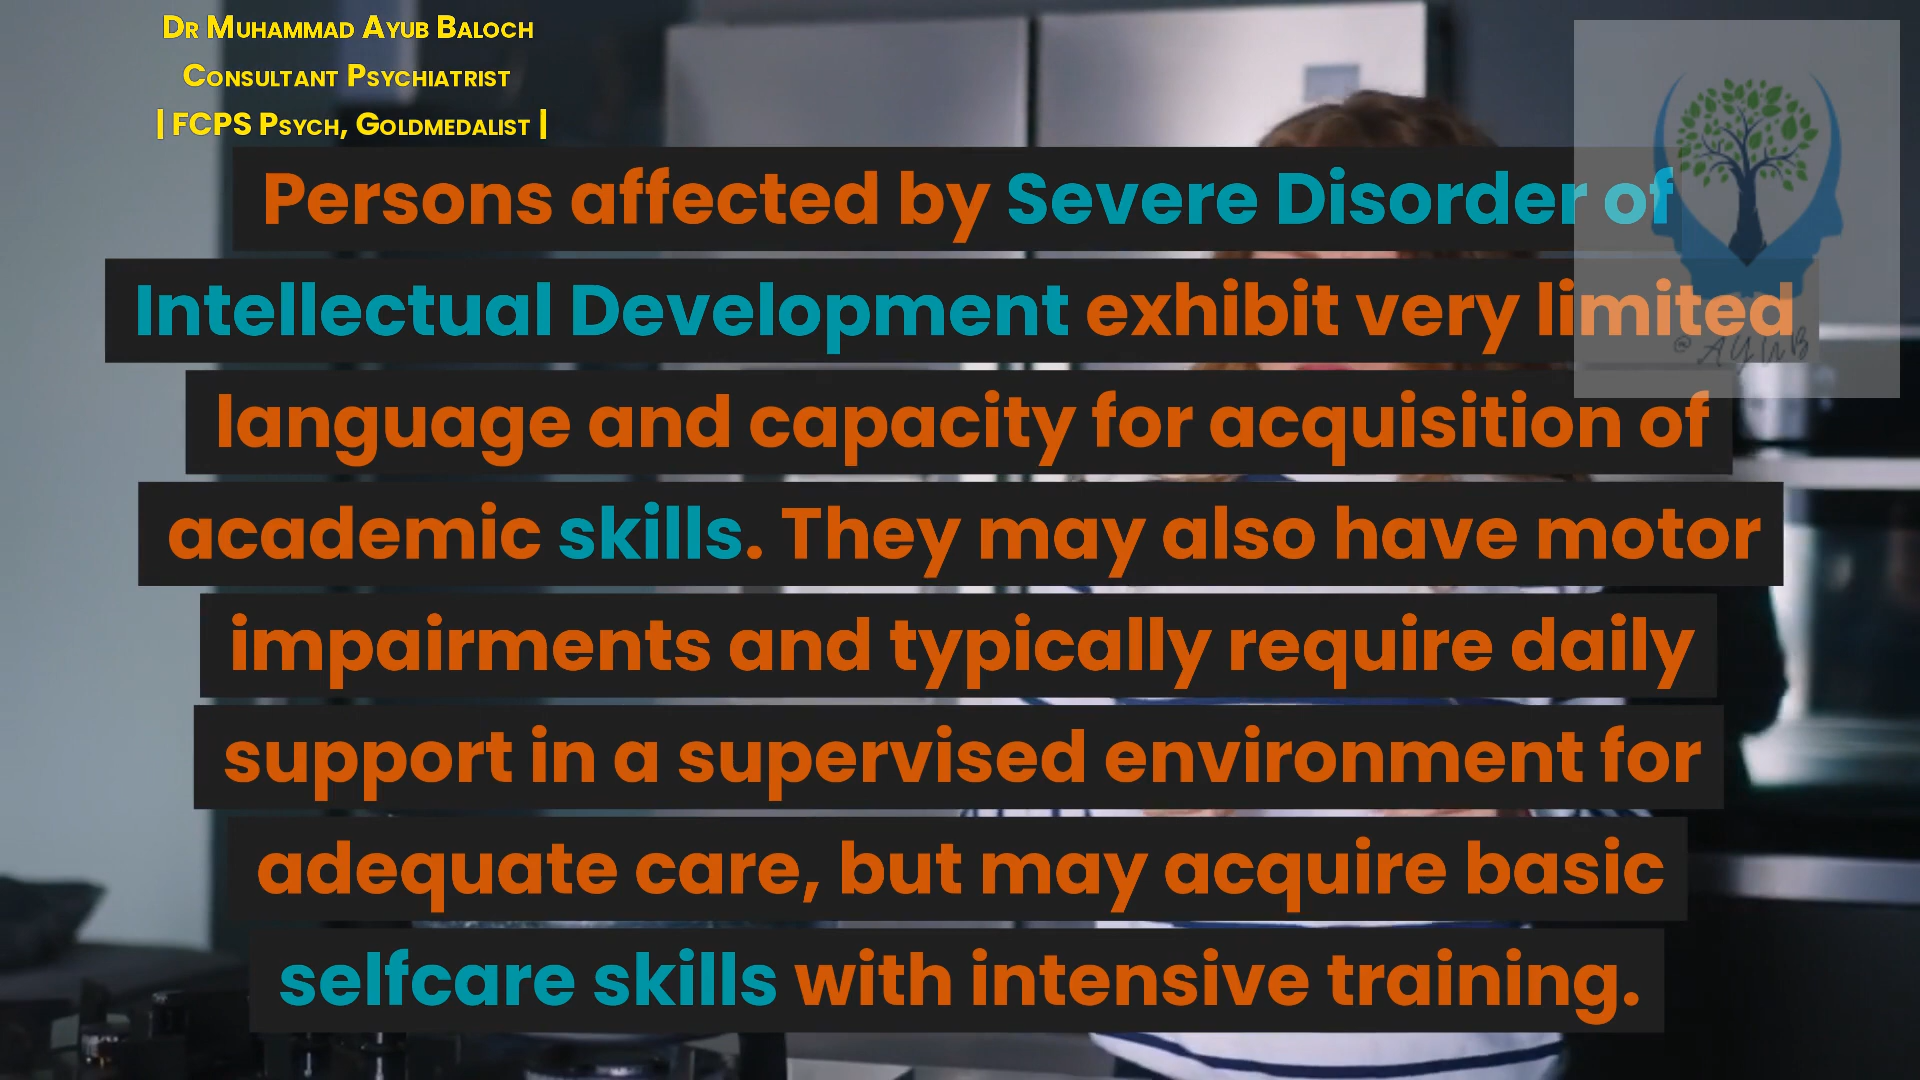 Dr Muhammad Ayub Baloch
Consultant Psychiatrist
| FCPS Psych, Goldmedalist |
Persons affected by Severe Disorder of
Intellectual Development exhibit very limited
language and capacity for acquisition of
academic skills. They may also have motor
impairments and typically require daily
support in a supervised environment for
adequate care, but may acquire basic
selfcare skills with intensive training.
@AYUB